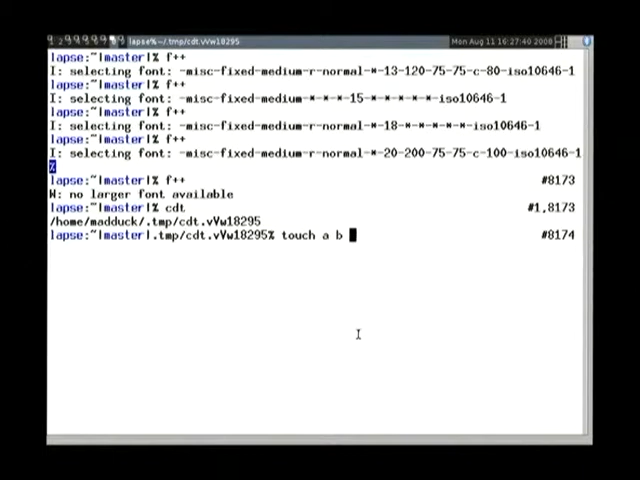 lapse:~/.tmp/cdt.vVw18295 Mon Aug 11 16:27:40 2008
lapse:~|master|% f++
I: selecting font: -misc-fixed-medium-r-normal-*-13-120-75-75-c-80-iso10646-1
lapse:~|master|% f++
I: selecting font: -misc-fixed-medium-*-*-*-15-*-*-*-*-*-iso10646-1
lapse:~|master|% f++
I: selecting font: -misc-fixed-medium-r-normal-*-18-*-*-*-*-*-iso10646-1
lapse:~|master|% f++
I: selecting font: -misc-fixed-medium-r-normal-*-20-200-75-75-c-100-iso10646-1
%
lapse:~|master|% f++ #8173
W: no larger font available
lapse:~|master|% cdt #1,8173
/home/madduck/.tmp/cdt.vVw18295
lapse:~|master|.tmp/cdt.vVw18295% touch a b #8174